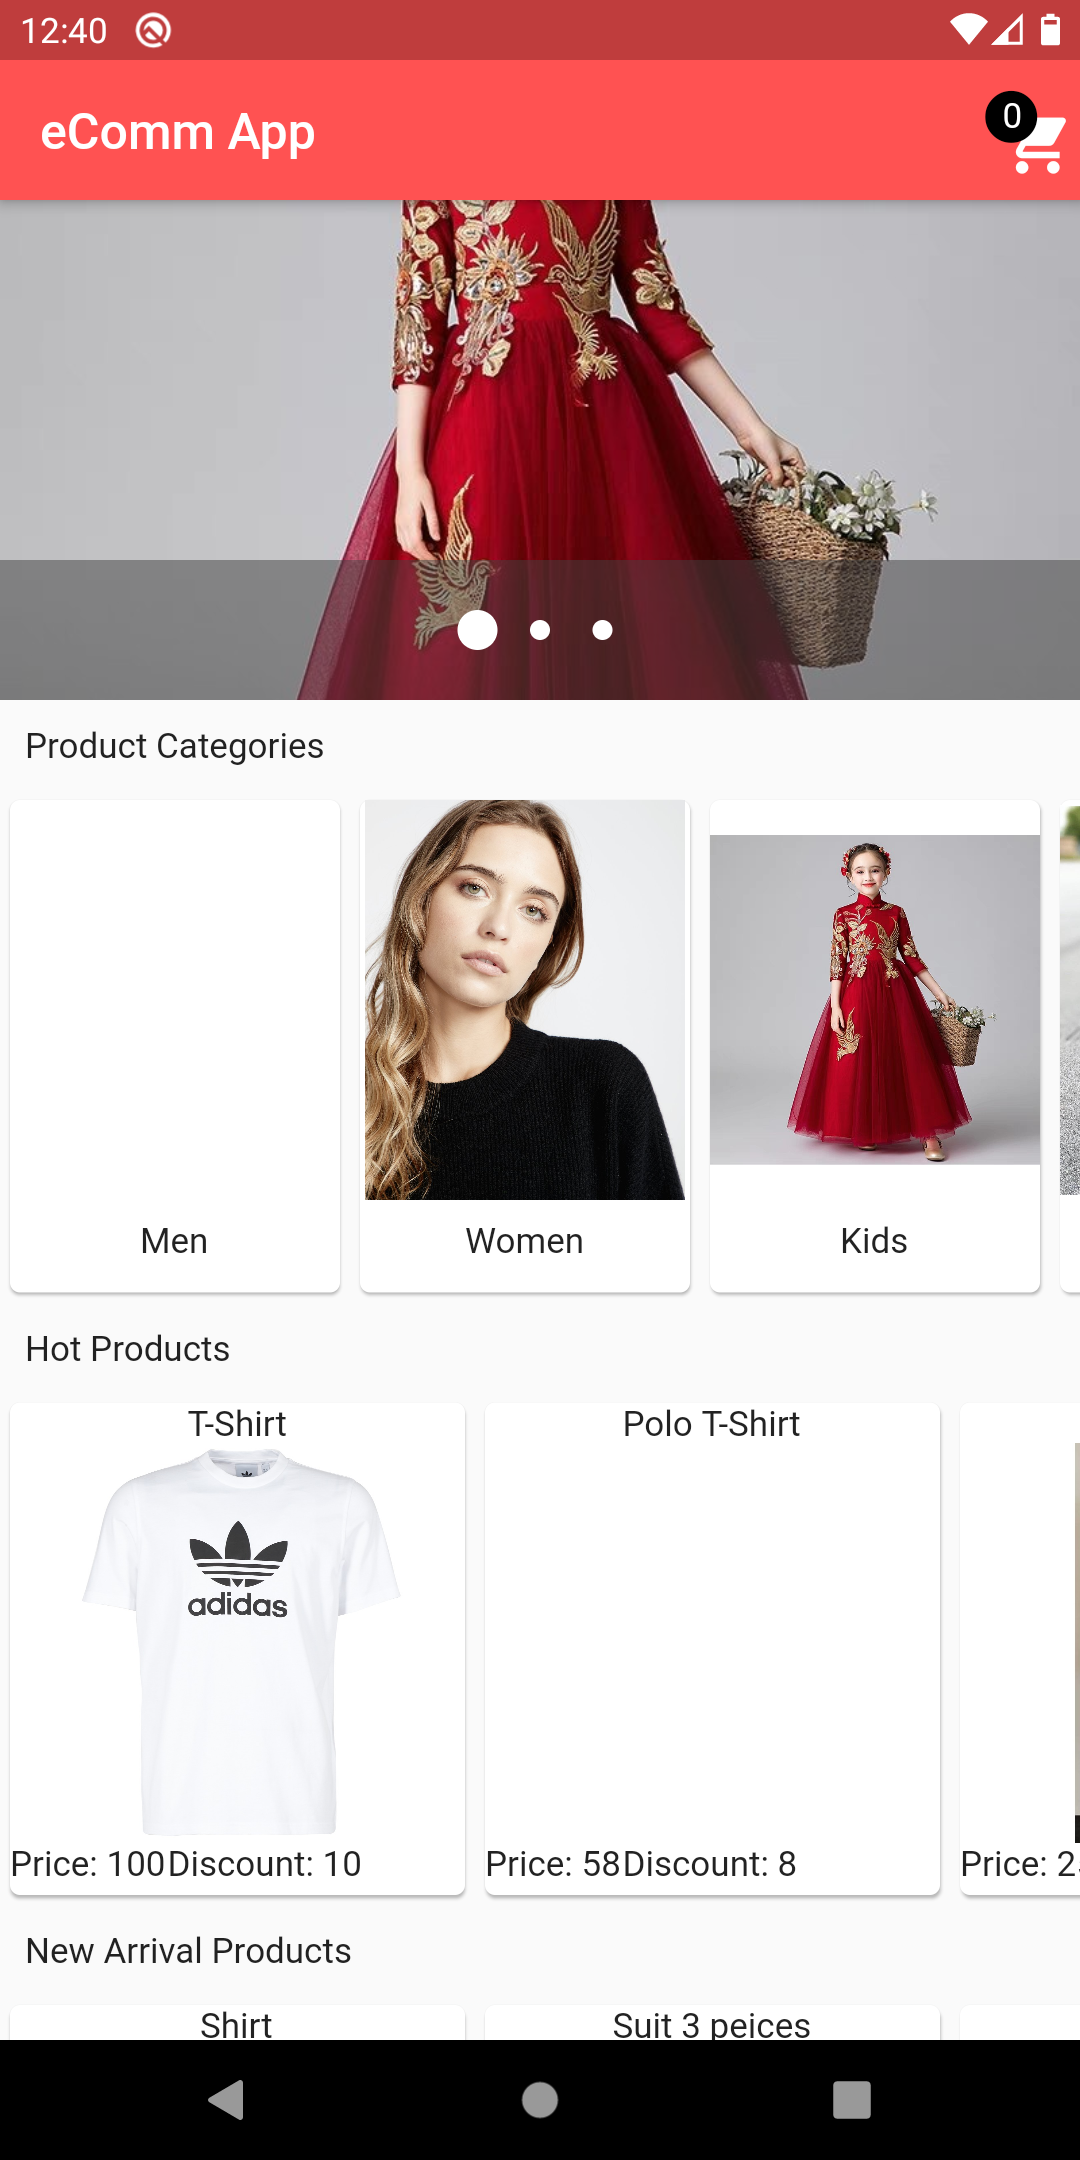 12:40
eComm App
0
Product Categories
Men
Women
Kids
Hot Products
T-Shirt
adidas
Price: 100Discount: 10
Polo T-Shirt
Price: 58Discount: 8
Price: 2
New Arrival Products
Shirt
Suit 3 peices